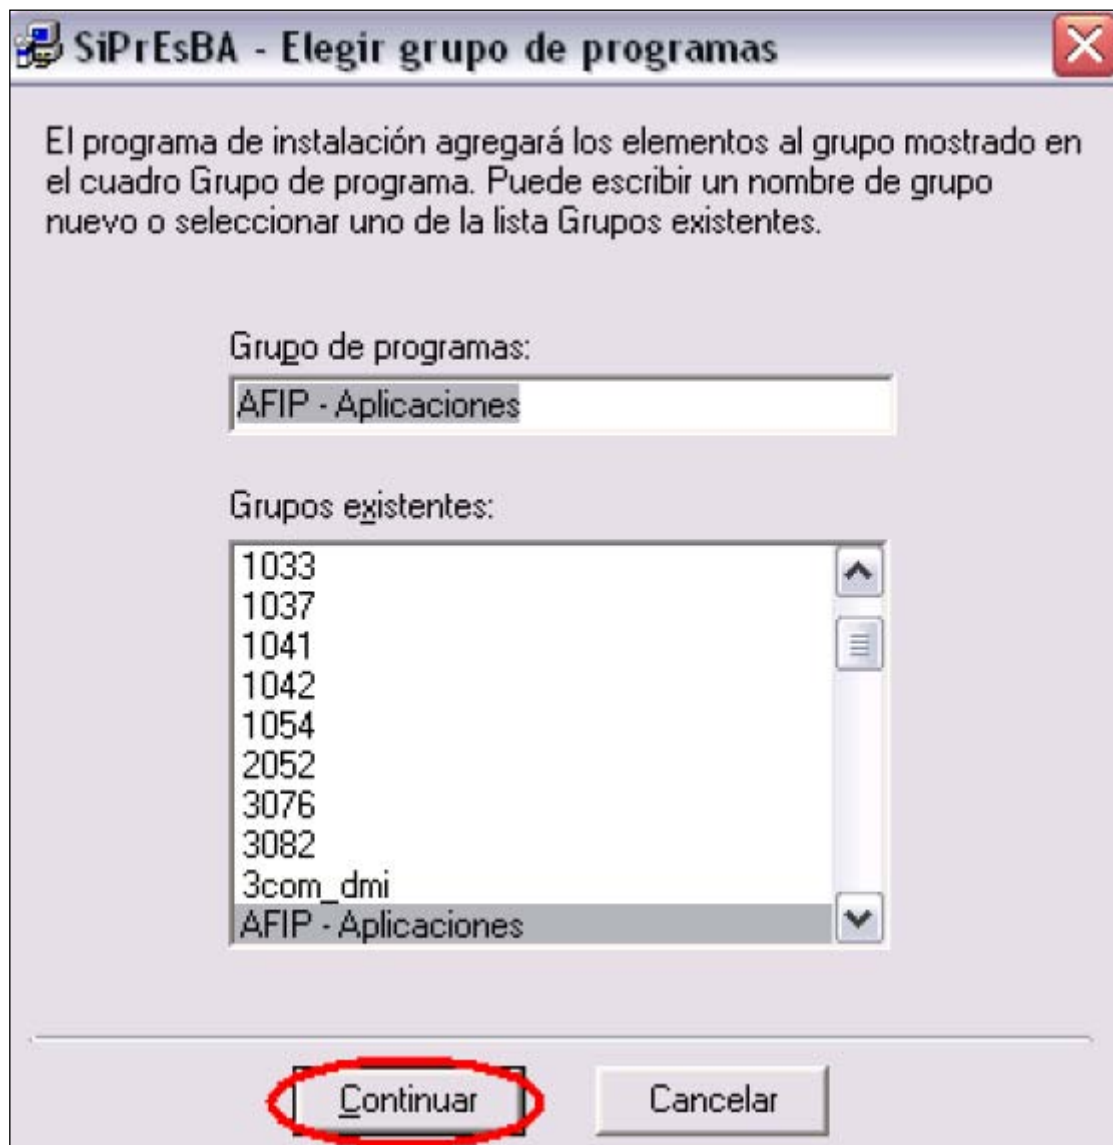 SiPrEsBA - Elegir grupo de programas
El programa de instalación agregará los elementos al grupo mostrado en
el cuadro Grupo de programa. Puede escribir un nombre de grupo
nuevo o seleccionar uno de la lista Grupos existentes.
Grupo de programas:
AFIP - Aplicaciones
Grupos existentes:
1033
1037
1041
1042
1054
2052
3076
3082
3com_dmi
AFIP - Aplicaciones
Continuar Cancelar